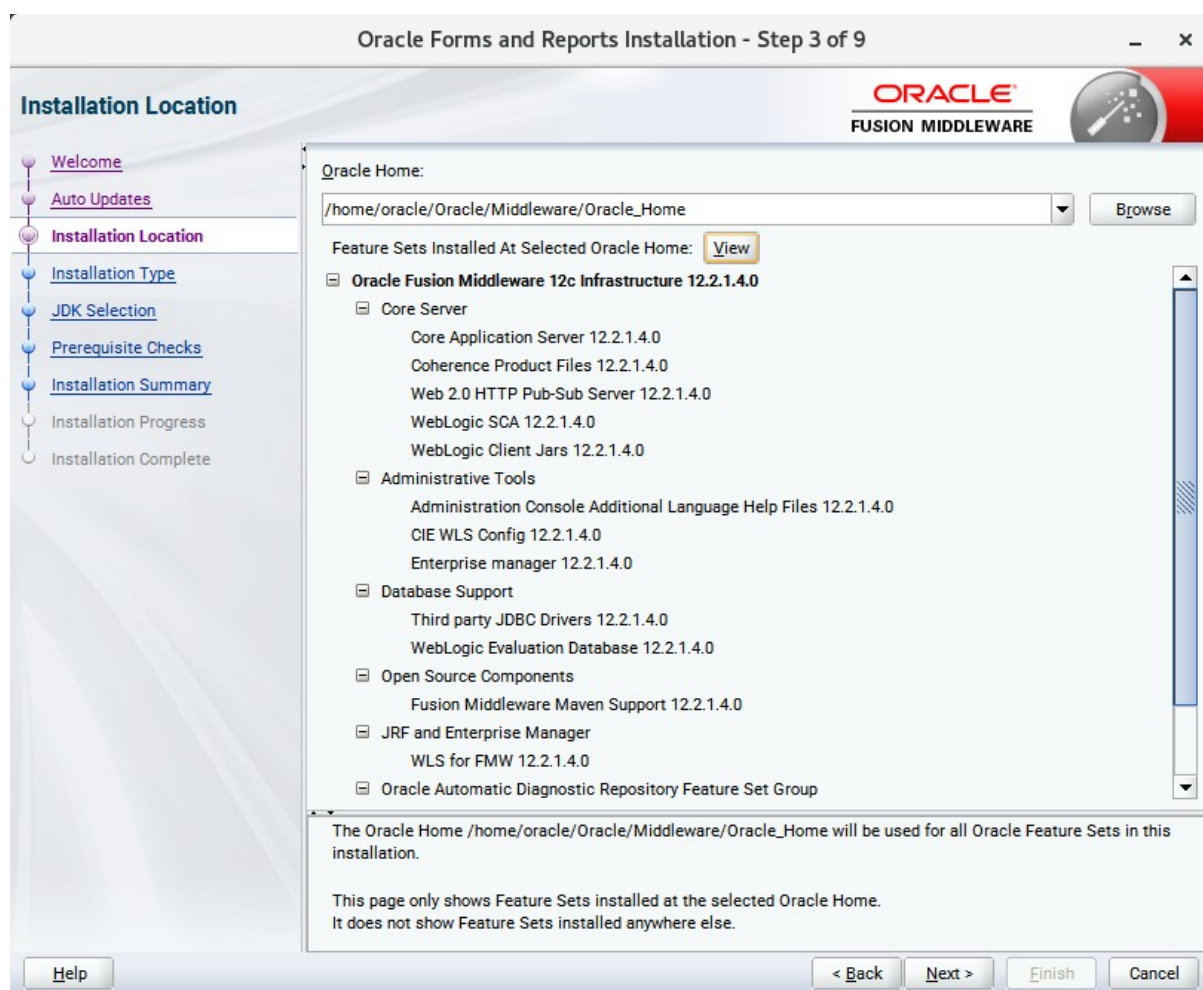 Oracle Forms and Reports Installation - Step 3 of 9
Installation Location
ORACLE
FUSION MIDDLEWARE
Welcome
Auto Updates
Installation Location
Installation Type
JDK Selection
Prerequisite Checks
Installation Summary
Installation Progress
Installation Complete
Oracle Home:
/home/oracle/Oracle/Middleware/Oracle_Home
Browse
Feature Sets Installed At Selected Oracle Home: View
Oracle Fusion Middleware 12c Infrastructure 12.2.1.4.0
Core Server
Core Application Server 12.2.1.4.0
Coherence Product Files 12.2.1.4.0
Web 2.0 HTTP Pub-Sub Server 12.2.1.4.0
WebLogic SCA 12.2.1.4.0
WebLogic Client Jars 12.2.1.4.0
Administrative Tools
Administration Console Additional Language Help Files 12.2.1.4.0
CIE WLS Config 12.2.1.4.0
Enterprise manager 12.2.1.4.0
Database Support
Third party JDBC Drivers 12.2.1.4.0
WebLogic Evaluation Database 12.2.1.4.0
Open Source Components
Fusion Middleware Maven Support 12.2.1.4.0
JRF and Enterprise Manager
WLS for FMW 12.2.1.4.0
Oracle Automatic Diagnostic Repository Feature Set Group
The Oracle Home /home/oracle/Oracle/Middleware/Oracle_Home will be used for all Oracle Feature Sets in this
installation.
This page only shows Feature Sets installed at the selected Oracle Home.
It does not show Feature Sets installed anywhere else.
Help
< Back
Next >
Finish
Cancel